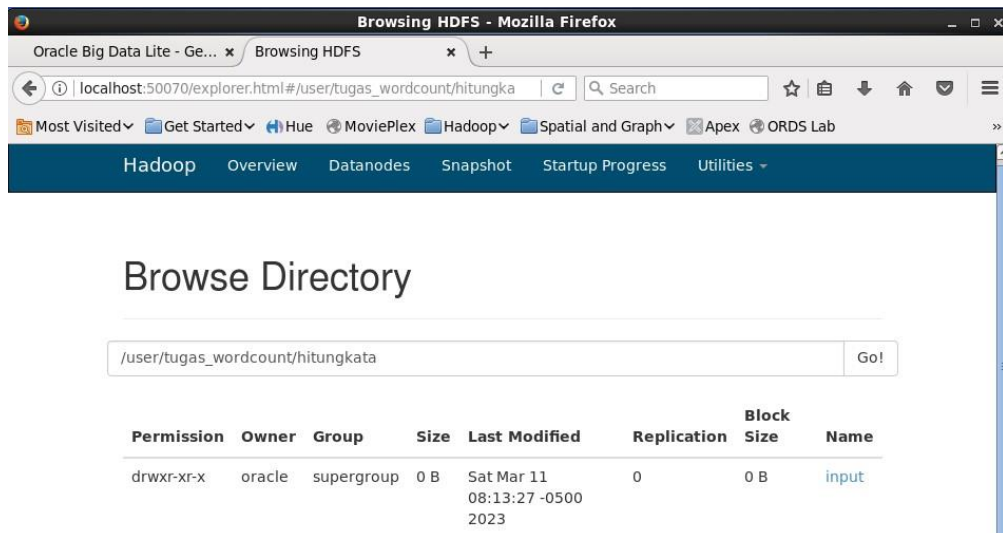 Browsing HDFS - Mozilla Firefox
Oracle Big Data Lite - Ge... × Browsing HDFS × +
localhost:50070/explorer.html#/user/tugas_wordcount/hitungka Search
Most Visited Get Started Hue MoviePlex Hadoop Spatial and Graph Apex ORDS Lab »
Hadoop Overview Datanodes Snapshot Startup Progress Utilities
Browse Directory
/user/tugas_wordcount/hitungkata Go!
Permission Owner Group Size Last Modified Replication Block Size Name
drwxr-xr-x oracle supergroup 0 B Sat Mar 11 08:13:27 -0500 2023 0 0 B input